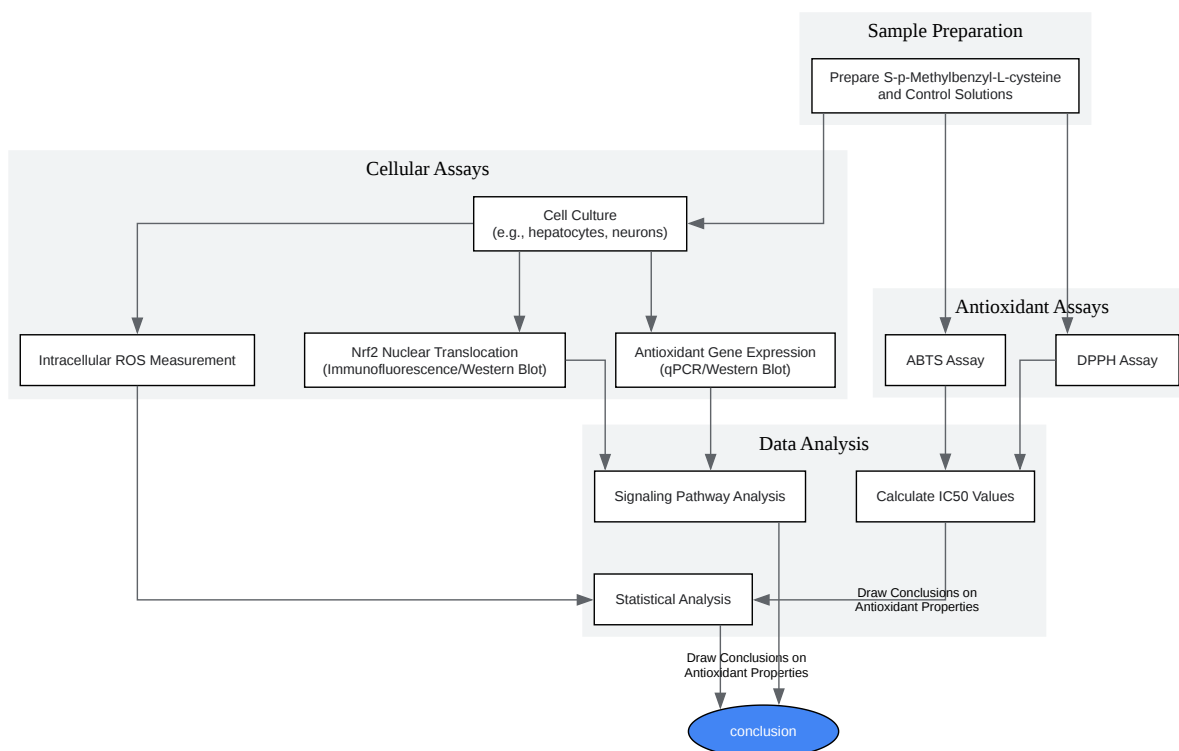 Sample Preparation
Prepare S-p-Methylbenzyl-L-cysteine
and Control Solutions
Cellular Assays
Cell Culture
(e.g., hepatocytes, neurons)
Antioxidant Assays
Intracellular ROS Measurement
Nrf2 Nuclear Translocation
(Immunofluorescence/Western Blot)
Antioxidant Gene Expression
(qPCR/Western Blot)
ABTS Assay
DPPH Assay
Data Analysis
Signaling Pathway Analysis
Calculate IC50 Values
Statistical Analysis
Draw Conclusions on
Antioxidant Properties
Draw Conclusions on
Antioxidant Properties
conclusion